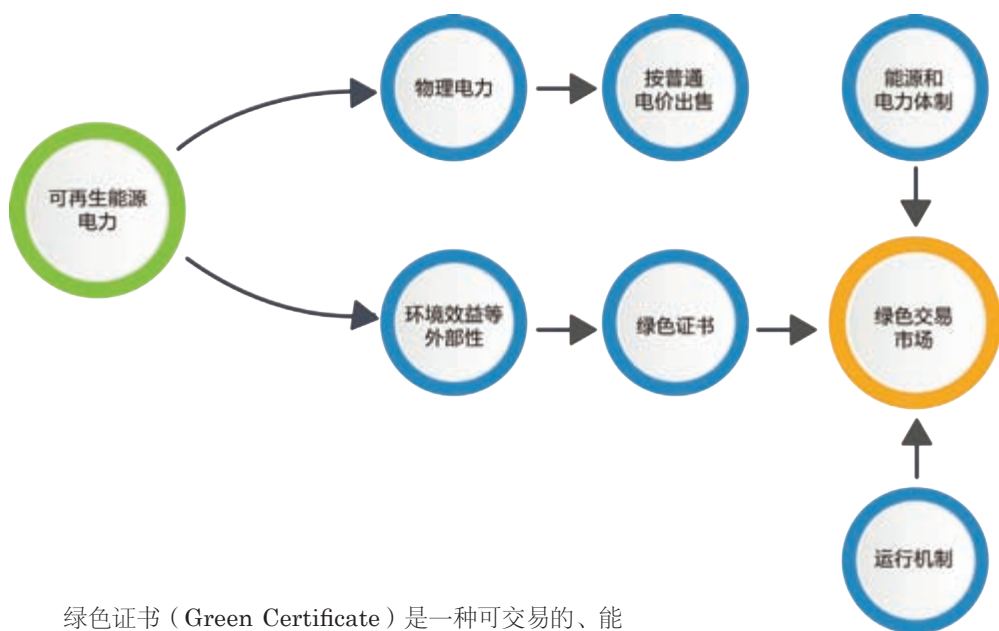 物理电力
按普通
电价出售
能源和
电力体制
可再生能源
电力
环境效益等
外部性
绿色证书
绿色交易
市场
运行机制
绿色证书（Green Certificate）是一种可交易的、能